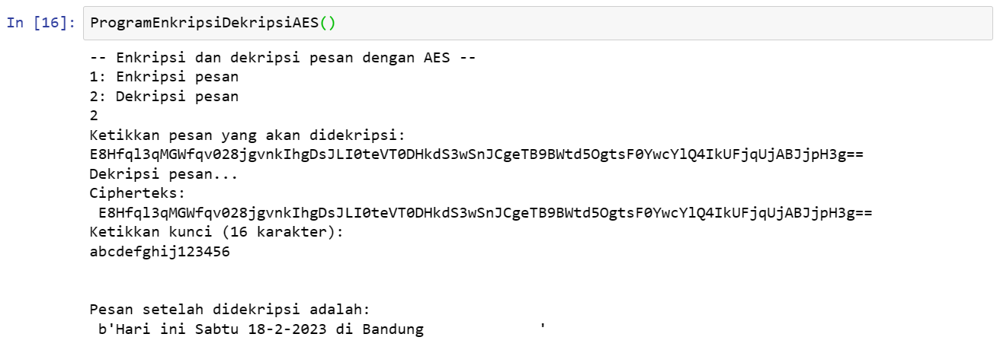 In [16]: ProgramEnkripsiDekripsiAES()
-- Enkripsi dan dekripsi pesan dengan AES --
1: Enkripsi pesan
2: Dekripsi pesan
2
Ketikkan pesan yang akan didekripsi:
E8Hfql3qMGWfqv028jgvnkIhgDsJLI0teVT0DHkdS3wSnJCgeTB9BWtd5OgtsF0YwcYlQ4IkUFjqUjABJjpH3g==
Dekripsi pesan...
Cipherteks:
 E8Hfql3qMGWfqv028jgvnkIhgDsJLI0teVT0DHkdS3wSnJCgeTB9BWtd5OgtsF0YwcYlQ4IkUFjqUjABJjpH3g==
Ketikkan kunci (16 karakter):
abcdefghij123456
Pesan setelah didekripsi adalah:
 b'Hari ini Sabtu 18-2-2023 di Bandung             '